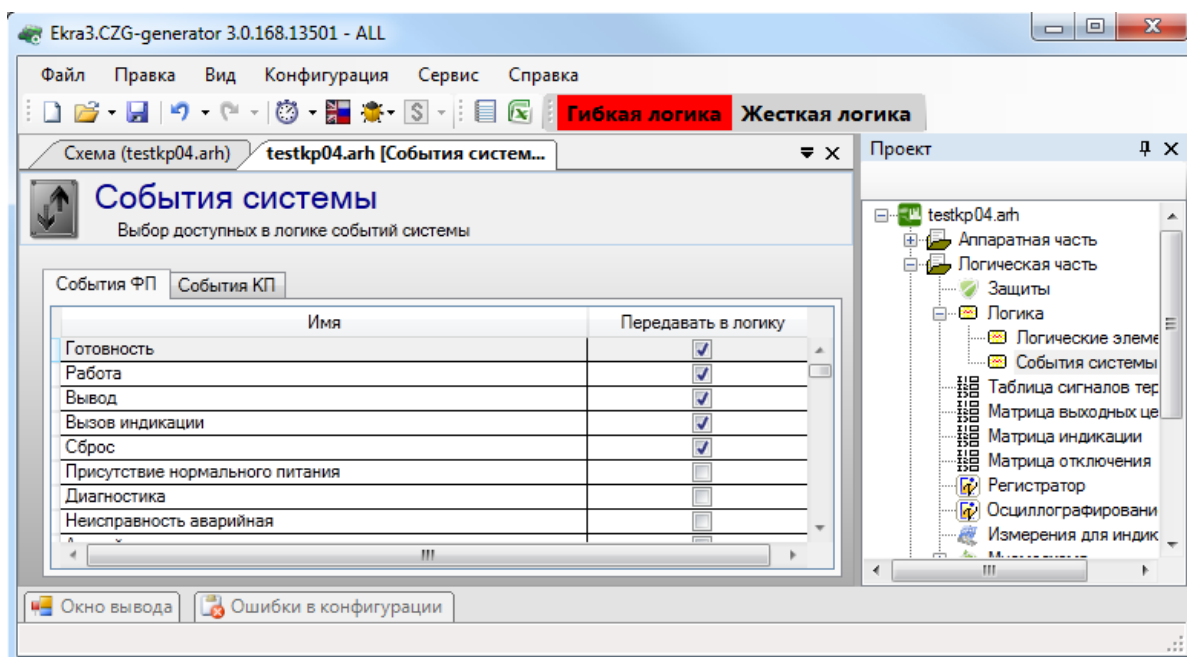 Ekra3.CZG-generator 3.0.168.13501 - ALL
Файл Правка Вид Конфигурация Сервис Справка
Гибкая логика Жесткая логика
Схема (testkp04.arh) testkp04.arh [События систем...
Проект
События системы
Выбор доступных в логике событий системы
События ФП События КП
Имя Передавать в логику
Готовность
Работа
Вывод
Вызов индикации
Сброс
Присутствие нормального питания
Диагностика
Неисправность аварийная
testkp04.arh
Аппаратная часть
Логическая часть
Защиты
Логика
Логические элеме
События системы
Таблица сигналов тер
Матрица выходных це
Матрица индикации
Матрица отключения
Регистратор
Осциллографировани
Измерения для индик
Окно вывода Ошибки в конфигурации